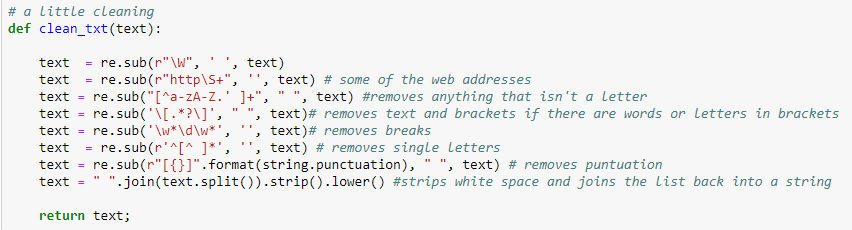 # a little cleaning
def clean_txt(text):
    text  = re.sub(r"\W", ' ', text)
    text  = re.sub(r"http\S+", '', text) # some of the web addresses
    text = re.sub("[^a-zA-Z.' ]+", " ", text) #removes anything that isn't a letter
    text = re.sub('\[.*?\]', " ", text)# removes text and brackets if there are words or letters in brackets
    text = re.sub('\w*\d\w*', '', text)# removes breaks
    text  = re.sub(r'^[^ ]*', '', text) # removes single letters
    text = re.sub(r"[{}]".format(string.punctuation), " ", text) # removes puntuation
    text = " ".join(text.split()).strip().lower() #strips white space and joins the list back into a string
    return text;